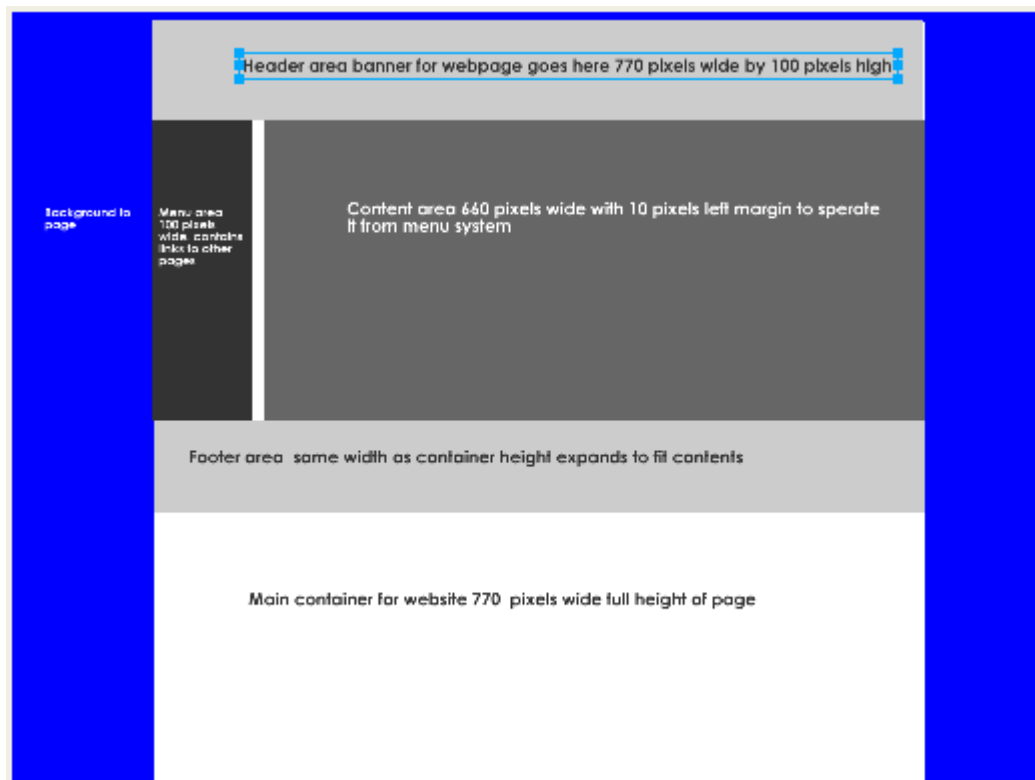 Header area banner for webpage goes here 770 pixels wide by 100 pixels high
Background to
page
Menu area
100 pixels
wide contains
links to other
pages
Content area 660 pixels wide with 10 pixels left margin to sperate
it from menu system
Footer area same width as container height expands to fit contents
Main container for website 770 pixels wide full height of page